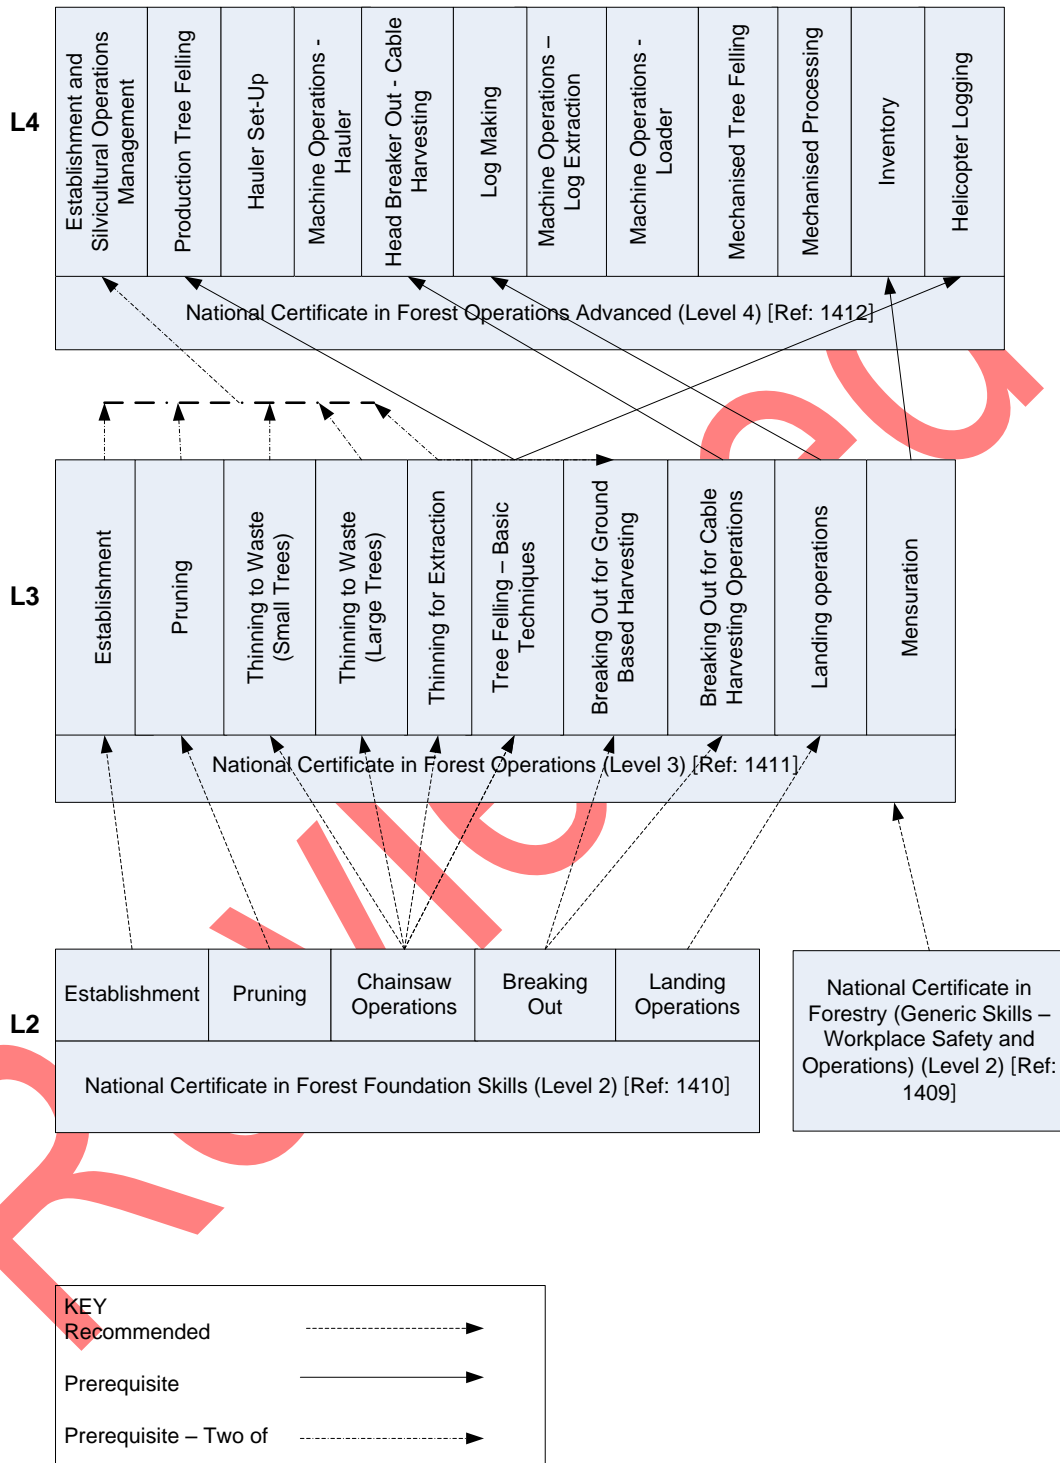 L4
Establishment and
Silvicultural Operations
Management
Production Tree Felling
Hauler Set-Up
Machine Operations -
Hauler
Head Breaker Out - Cable
Harvesting
Log Making
Machine Operations –
Log Extraction
Machine Operations -
Loader
Mechanised Tree Felling
Mechanised Processing
Inventory
Helicopter Logging
National Certificate in Forest Operations Advanced (Level 4) [Ref: 1412]
L3
Establishment
Pruning
Thinning to Waste
(Small Trees)
Thinning to Waste
(Large Trees)
Thinning for Extraction
Tree Felling – Basic
Techniques
Breaking Out for Ground
Based Harvesting
Breaking Out for Cable
Harvesting Operations
Landing operations
Mensuration
National Certificate in Forest Operations (Level 3) [Ref: 1411]
L2
Establishment
Pruning
Chainsaw
Operations
Breaking
Out
Landing
Operations
National Certificate in Forest Foundation Skills (Level 2) [Ref: 1410]
National Certificate in
Forestry (Generic Skills –
Workplace Safety and
Operations) (Level 2) [Ref:
1409]
KEY
Recommended
Prerequisite
Prerequisite – Two of